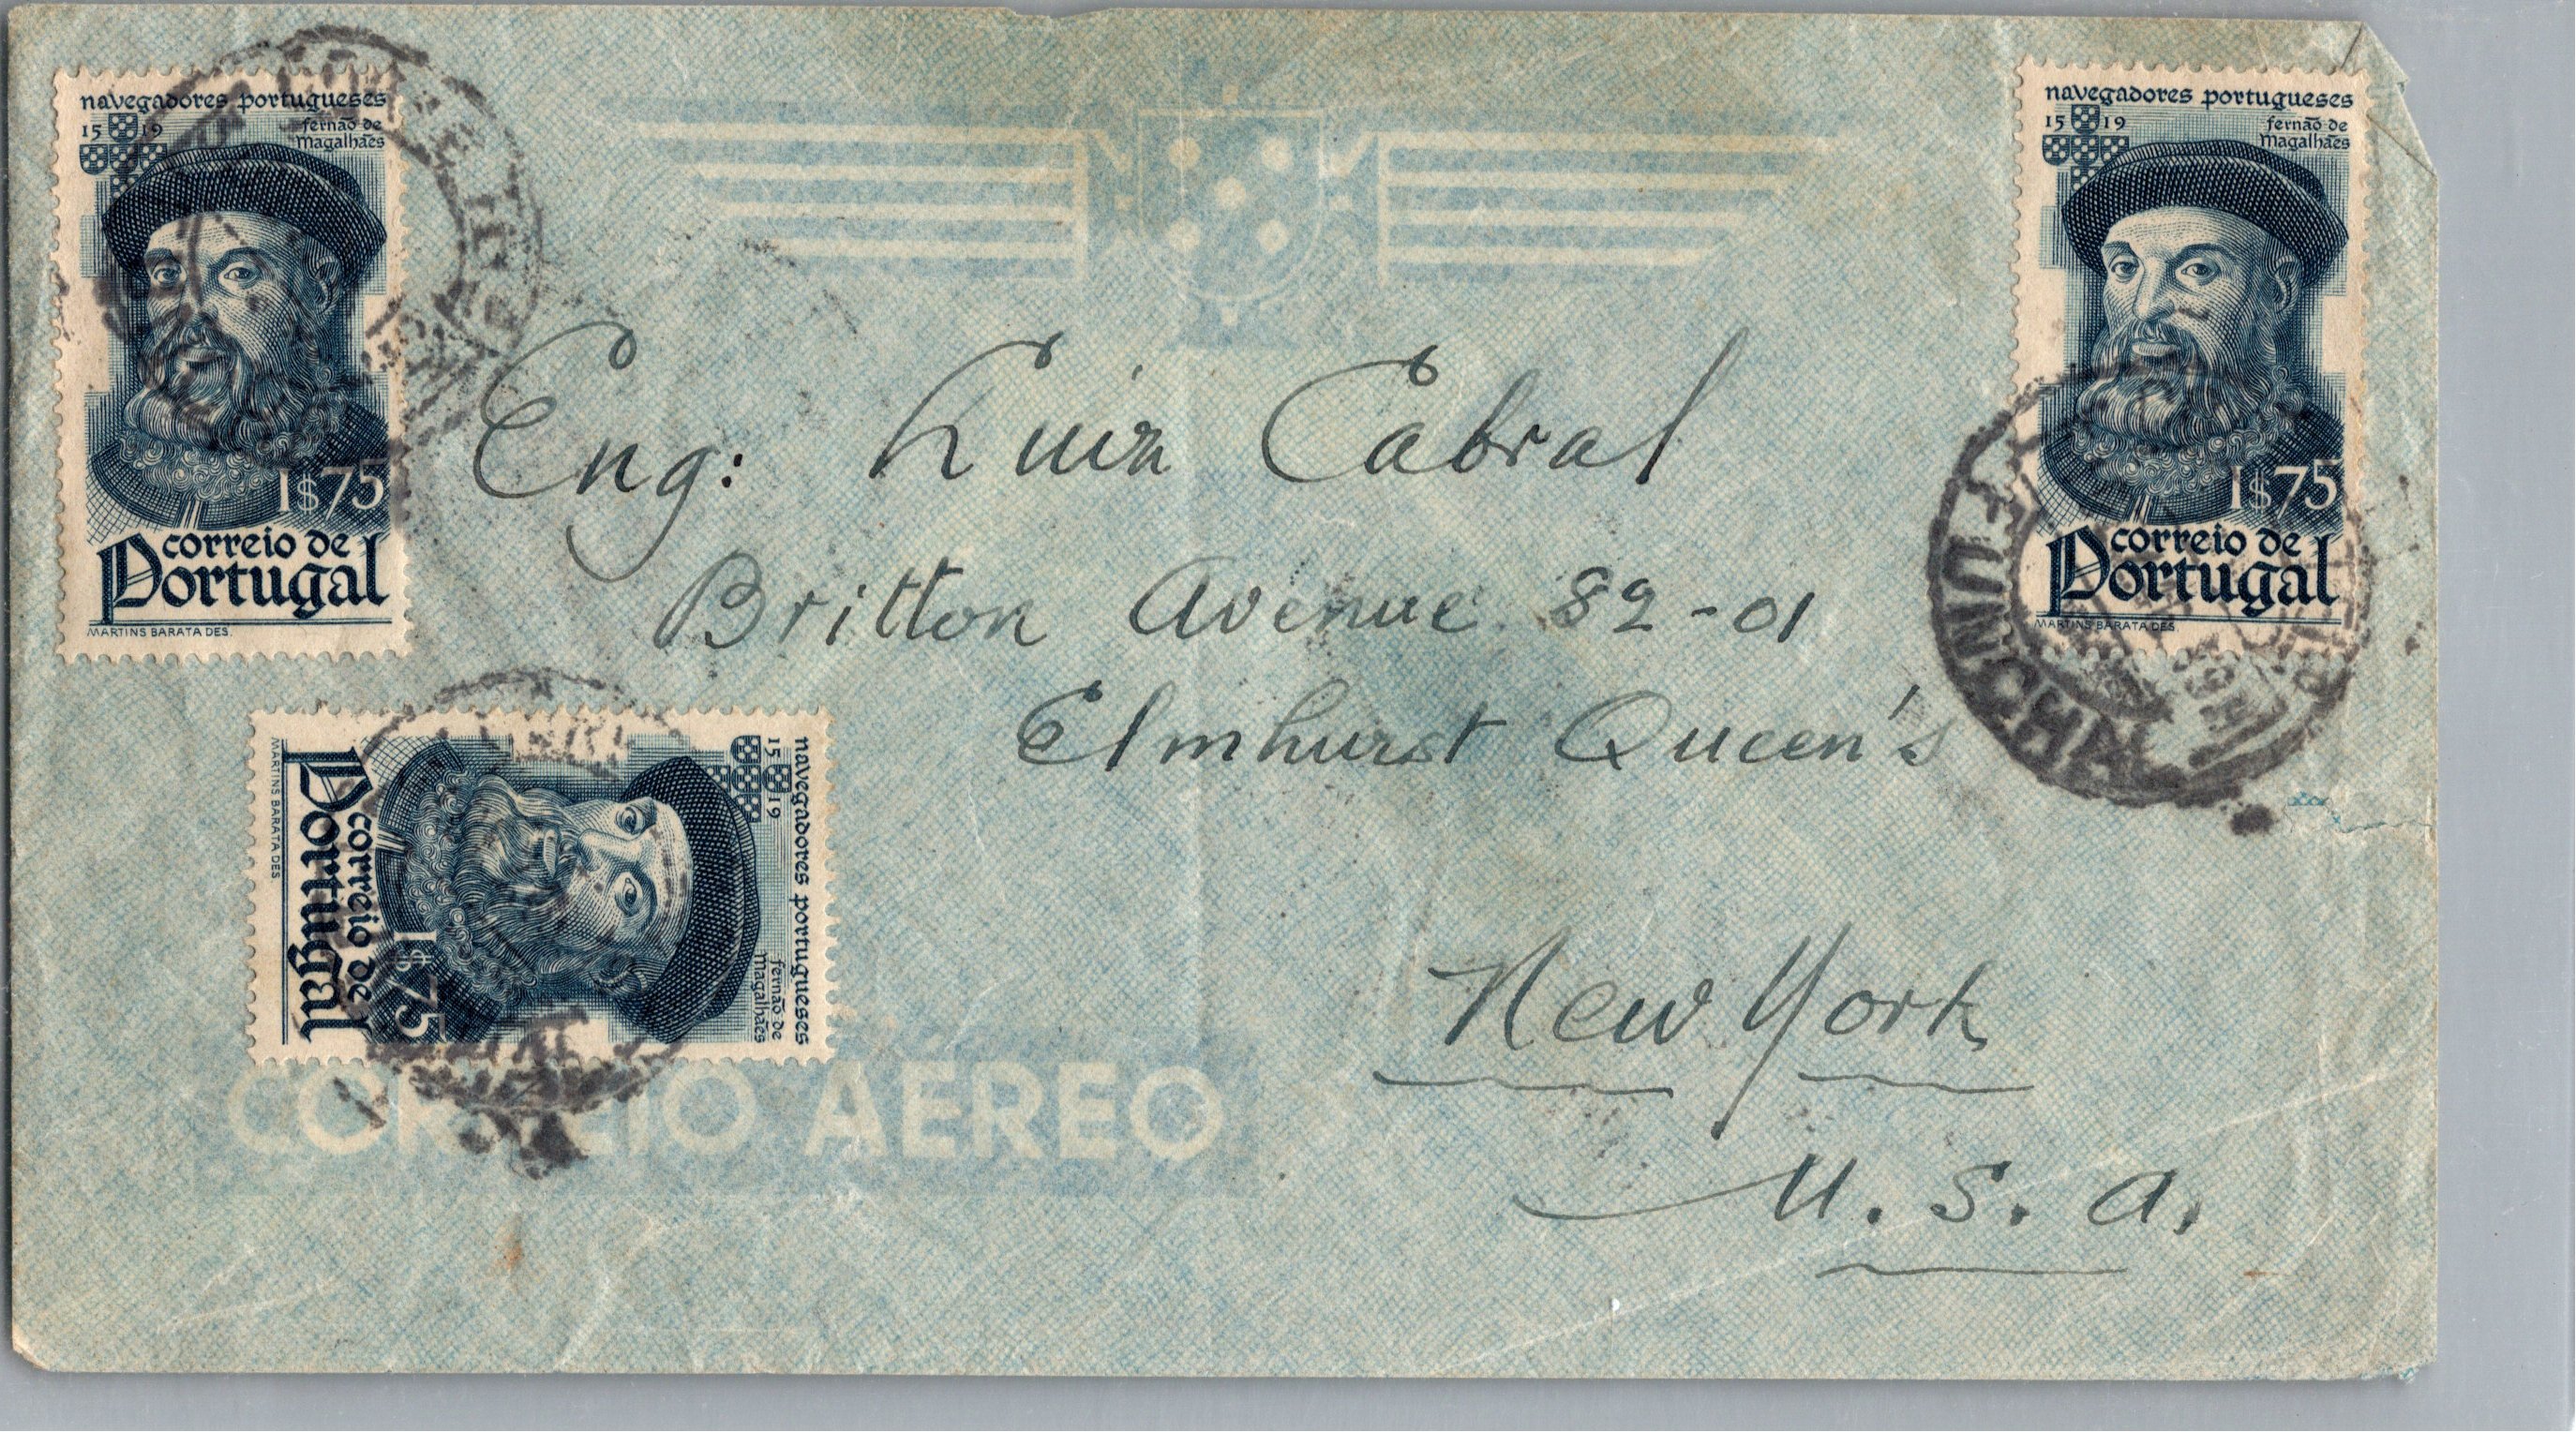 navegadores portugueses
15 19
fernão de
Magalhães
1$75
correio de
Portugal
MARTINS BARATA DES.
navegadores portugueses
15 19
fernão de
Magalhães
1$75
correio de
Portugal
MARTINS BARATA DES.
FUNCHAL
Eng: Luiz Cabral
Britton Avenue 82-01
Elmhurst Queen's
New York
U. S. A.
navegadores portugueses
15 19
fernão de
Magalhães
1$75
correio de
Portugal
MARTINS BARATA DES.
CORREIO AÉREO